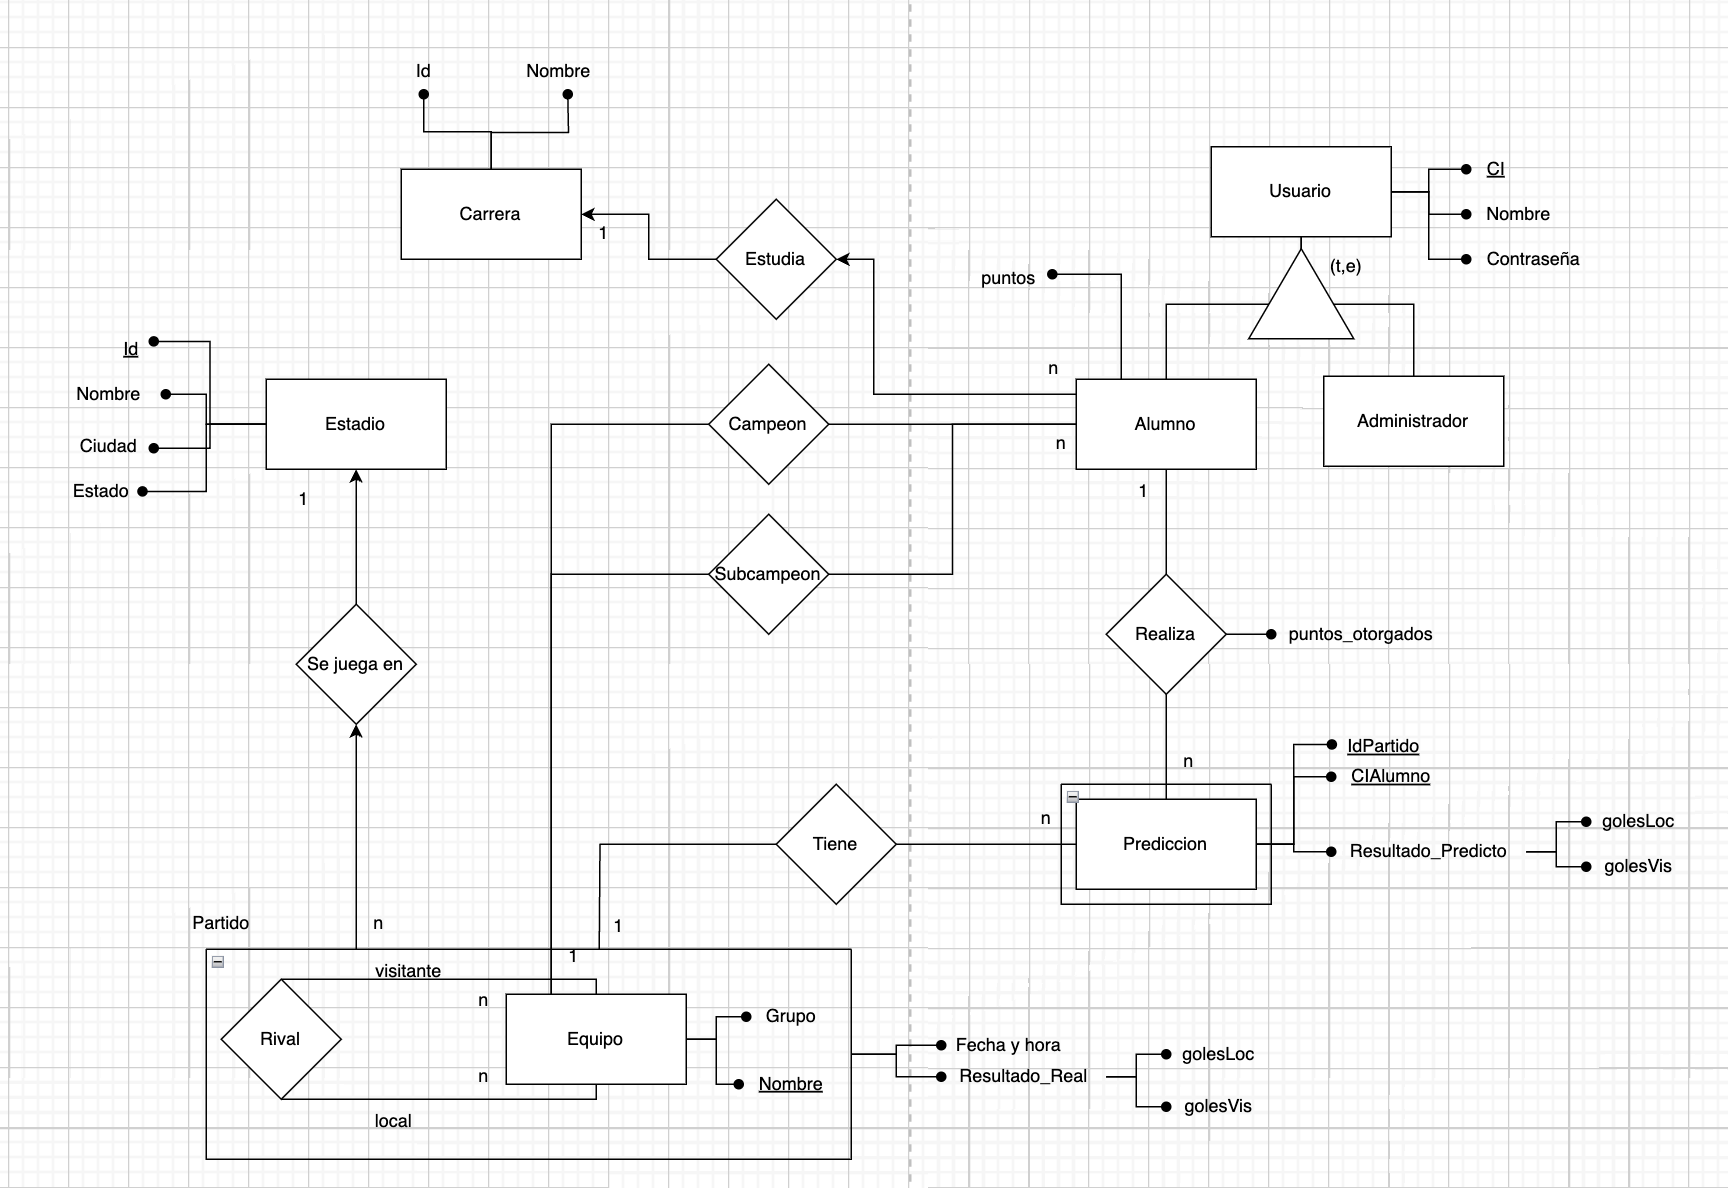 Id
Nombre
Carrera
1
Estudia
Usuario
CI
Nombre
Contraseña
(t,e)
puntos
n
Id
Nombre
Ciudad
Estado
Estadio
1
Campeon
n
Alumno
Administrador
1
Subcampeon
Se juega en
Realiza
puntos_otorgados
n
IdPartido
CIAlumno
Resultado_Predicto
golesLoc
golesVis
n
Prediccion
Tiene
Partido
n
1
1
visitante
n
Rival
Equipo
Grupo
n
Nombre
local
Fecha y hora
Resultado_Real
golesLoc
golesVis